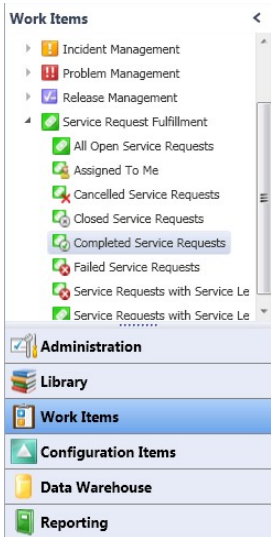 Work Items
Incident Management
Problem Management
Release Management
Service Request Fulfillment
All Open Service Requests
Assigned To Me
Cancelled Service Requests
Closed Service Requests
Completed Service Requests
Failed Service Requests
Service Requests with Service Le
Service Requests with Service Le
Administration
Library
Work Items
Configuration Items
Data Warehouse
Reporting